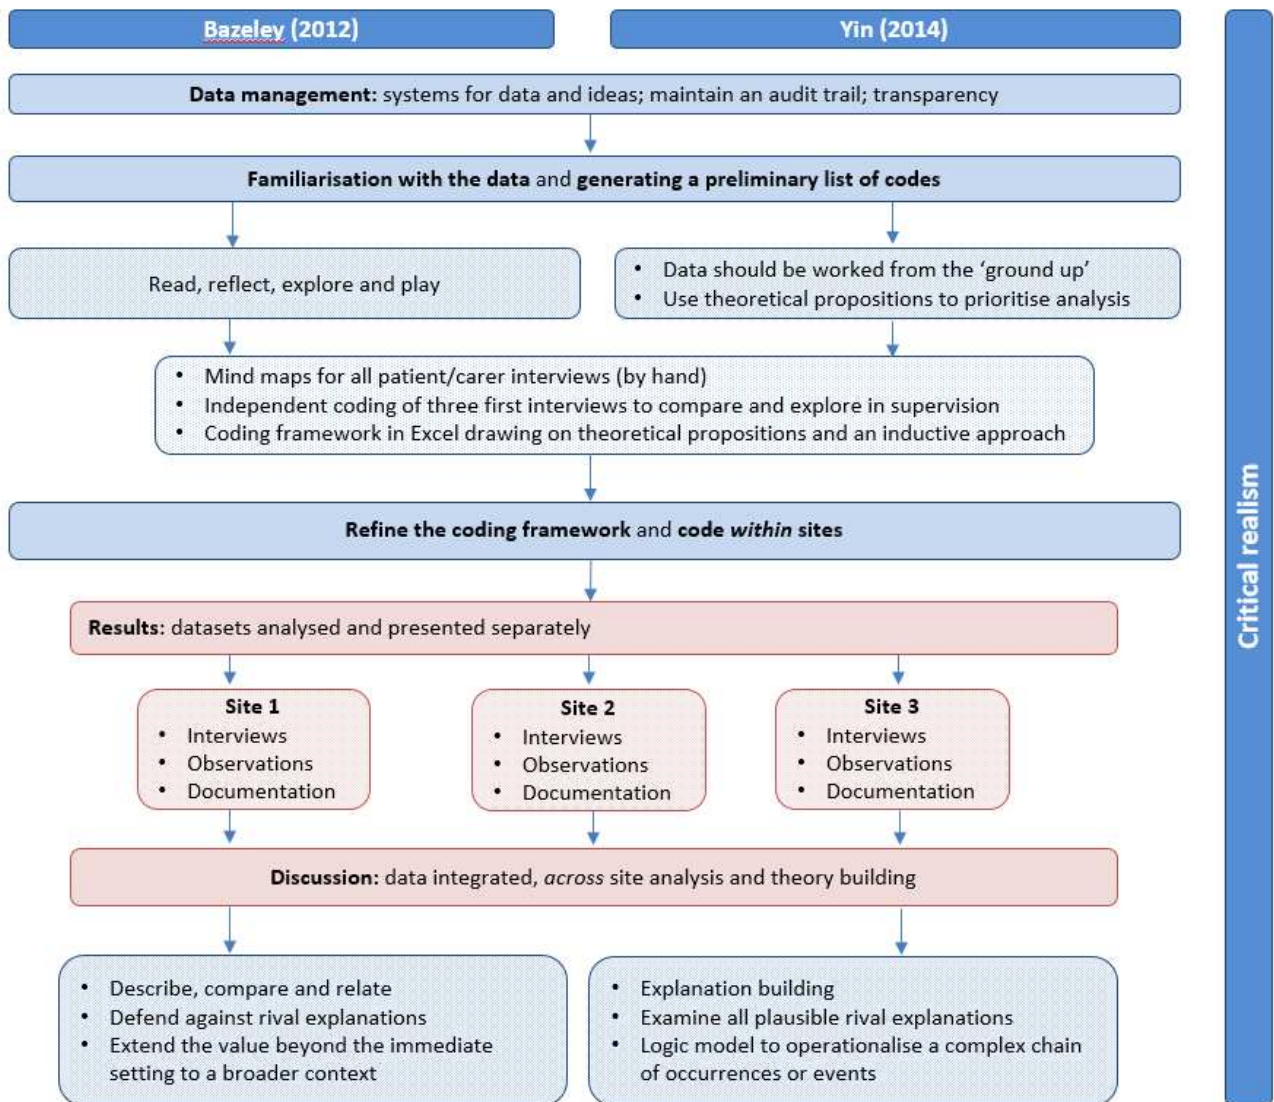 Bazeley (2012)
Yin (2014)
Data management: systems for data and ideas; maintain an audit trail; transparency
Familiarisation with the data and generating a preliminary list of codes
Read, reflect, explore and play
• Data should be worked from the ‘ground up’
• Use theoretical propositions to prioritise analysis
• Mind maps for all patient/carer interviews (by hand)
• Independent coding of three first interviews to compare and explore in supervision
• Coding framework in Excel drawing on theoretical propositions and an inductive approach
Refine the coding framework and code within sites
Results: datasets analysed and presented separately
Site 1
• Interviews
• Observations
• Documentation
Site 2
• Interviews
• Observations
• Documentation
Site 3
• Interviews
• Observations
• Documentation
Discussion: data integrated, across site analysis and theory building
• Describe, compare and relate
• Defend against rival explanations
• Extend the value beyond the immediate
setting to a broader context
• Explanation building
• Examine all plausible rival explanations
• Logic model to operationalise a complex chain
of occurrences or events
Critical realism